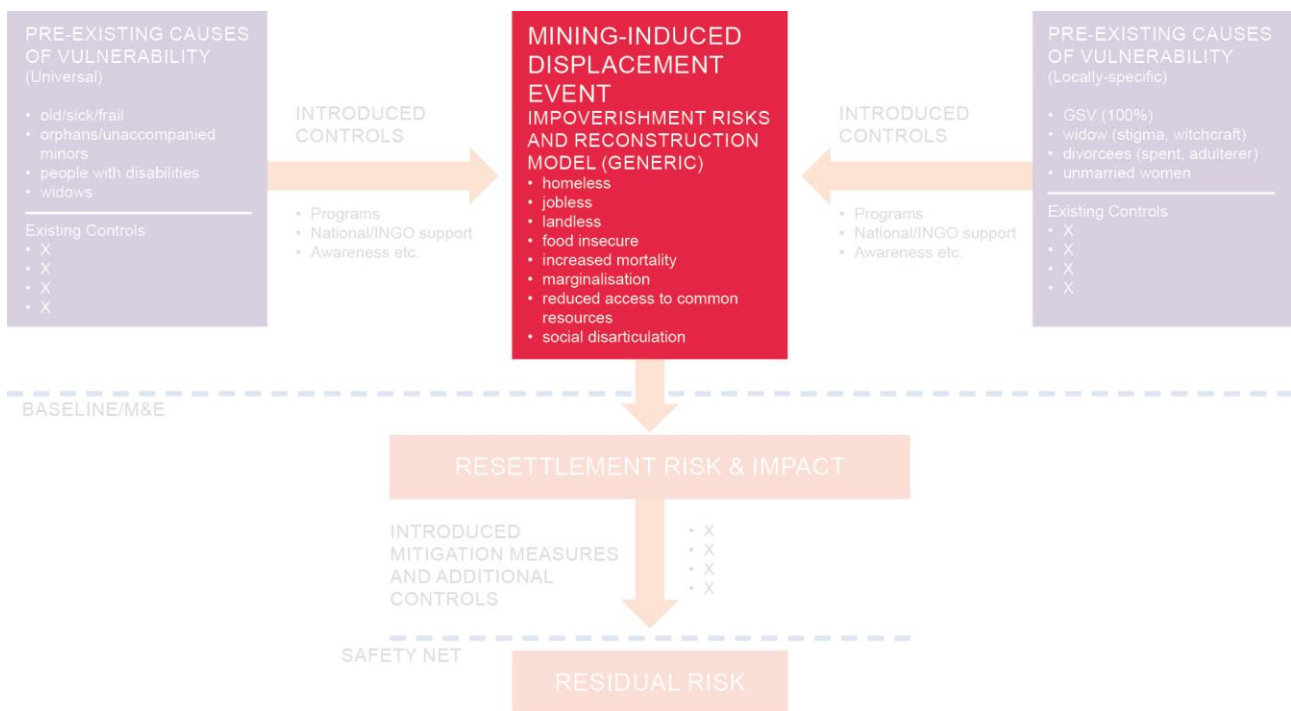 PRE-EXISTING CAUSES
OF VULNERABILITY
(Universal)
• old/sick/frail
• orphans/unaccompanied
minors
• people with disabilities
• widows
Existing Controls
• X
• X
• X
• X
INTRODUCED
CONTROLS
• Programs
• National/INGO support
• Awareness etc.
MINING-INDUCED
DISPLACEMENT
EVENT
IMPOVERISHMENT RISKS
AND RECONSTRUCTION
MODEL (GENERIC)
• homeless
• jobless
• landless
• food insecure
• increased mortality
• marginalisation
• reduced access to common
resources
• social disarticulation
INTRODUCED
CONTROLS
• Programs
• National/INGO support
• Awareness etc.
PRE-EXISTING CAUSES
OF VULNERABILITY
(Locally-specific)
• GSV (100%)
• widow (stigma, witchcraft)
• divorcees (spent, adulterer)
• unmarried women
Existing Controls
• X
• X
• X
• X
BASELINE/M&E
RESETTLEMENT RISK & IMPACT
INTRODUCED
MITIGATION MEASURES
AND ADDITIONAL
CONTROLS
• X
• X
• X
• X
SAFETY NET
RESIDUAL RISK